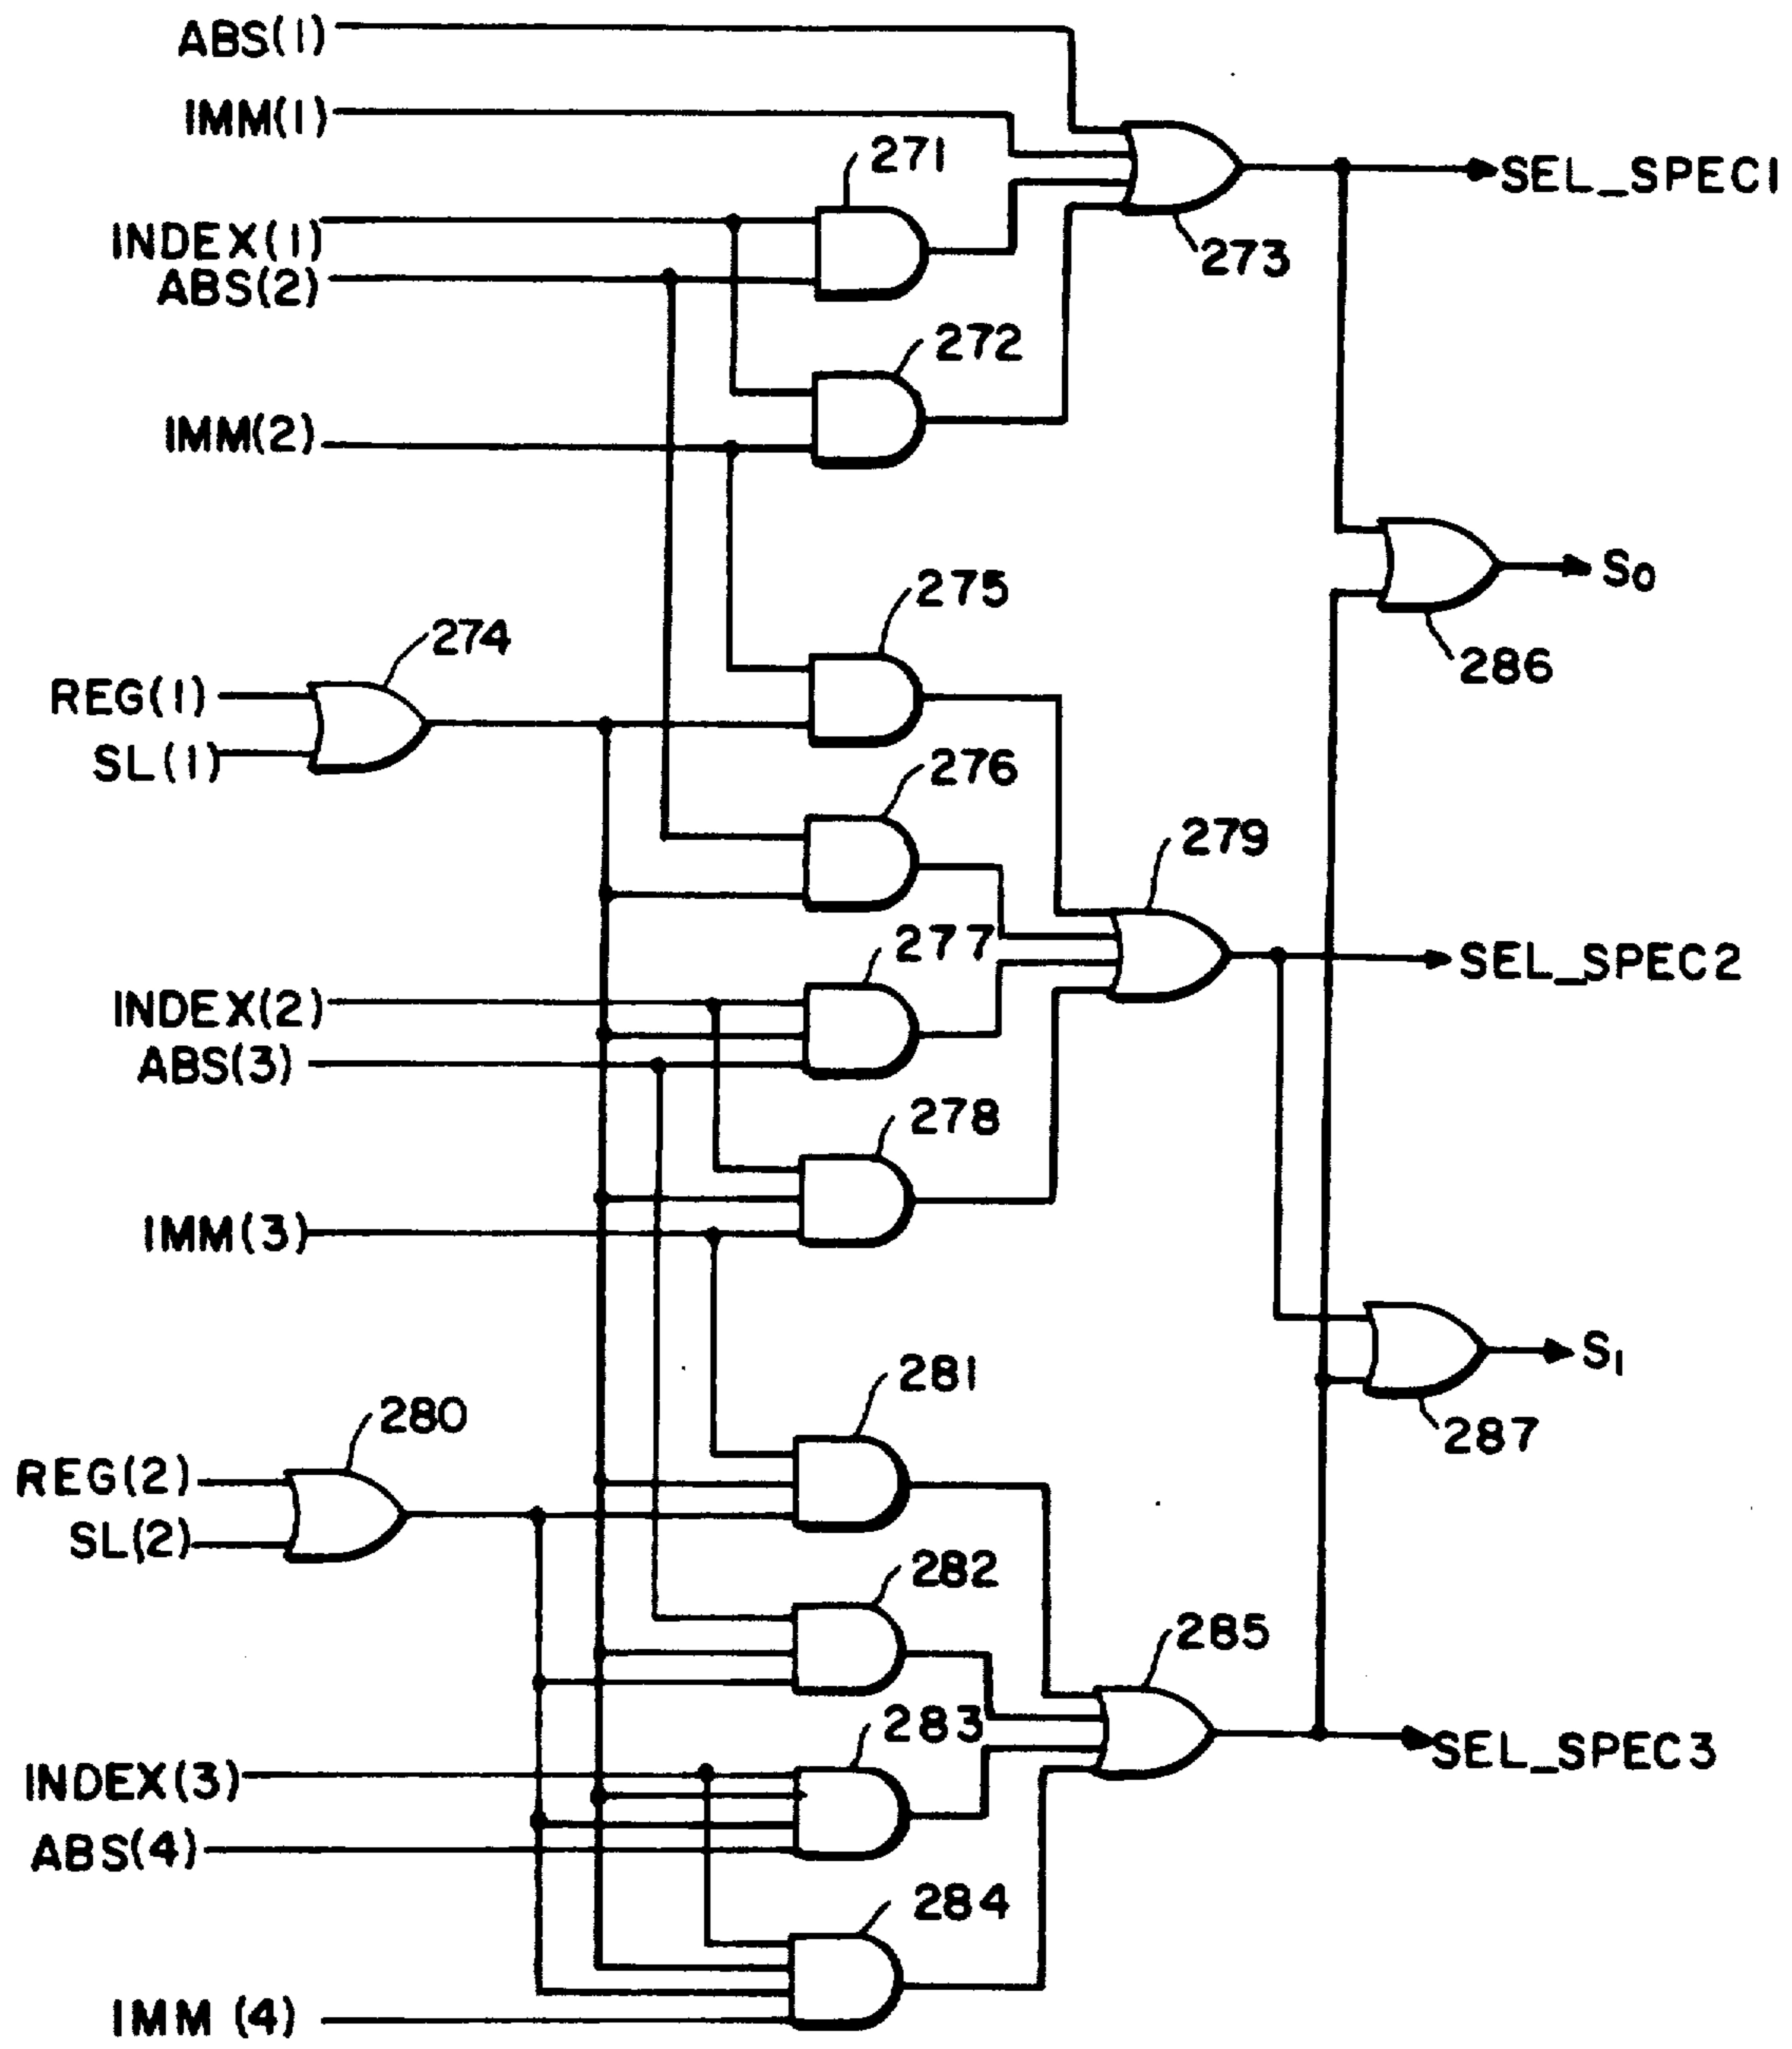 ABS(1)
IMM(1)
271
SEL_SPEC1
INDEX(1)
273
ABS(2)
272
IMM(2)
275
S0
274
286
REG(1)
SL(1)
276
279
277
SEL_SPEC2
INDEX(2)
ABS(3)
278
IMM(3)
281
S1
280
287
REG(2)
SL(2)
282
285
283
SEL_SPEC3
INDEX(3)
ABS(4)
284
IMM (4)